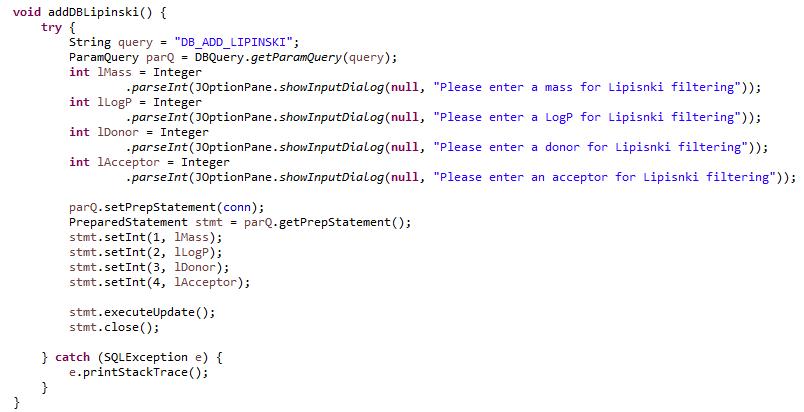 void addDBLipinski() {
    try {
        String query = "DB_ADD_LIPINSKI";
        ParamQuery parQ = DBQuery.getParamQuery(query);
        int lMass = Integer
                .parseInt(JOptionPane.showInputDialog(null, "Please enter a mass for Lipisnki filtering"));
        int lLogP = Integer
                .parseInt(JOptionPane.showInputDialog(null, "Please enter a LogP for Lipisnki filtering"));
        int lDonor = Integer
                .parseInt(JOptionPane.showInputDialog(null, "Please enter a donor for Lipisnki filtering"));
        int lAcceptor = Integer
                .parseInt(JOptionPane.showInputDialog(null, "Please enter an acceptor for Lipisnki filtering"));

        parQ.setPrepStatement(conn);
        PreparedStatement stmt = parQ.getPrepStatement();
        stmt.setInt(1, lMass);
        stmt.setInt(2, lLogP);
        stmt.setInt(3, lDonor);
        stmt.setInt(4, lAcceptor);

        stmt.executeUpdate();
        stmt.close();

    } catch (SQLException e) {
        e.printStackTrace();
    }
}